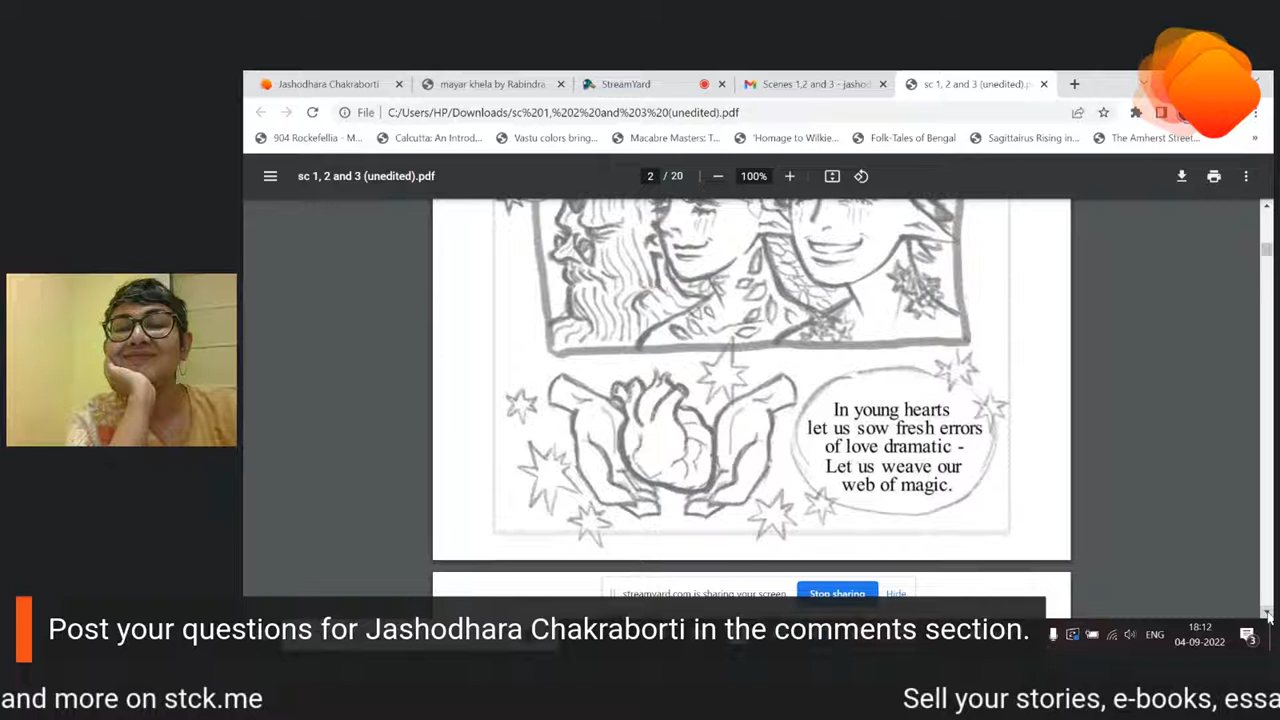 Jashodhara Chakraborti
mayar khela by Rabindra
StreamYard
Scenes 1,2 and 3 - jashod
sc 1, 2 and 3 (unedited).p
File
C:/Users/HP/Downloads/sc%201,%202%20and%203%20(unedited).pdf
904 Rockefellia - M...
Calcutta: An Introd...
Vastu colors bring...
Macabre Masters: T...
'Homage to Wilkie...
Folk-Tales of Bengal
Sagittairus Rising in...
The Amherst Street...
»
sc 1, 2 and 3 (unedited).pdf
2 / 20
100%
In young hearts
let us sow fresh errors
of love dramatic -
Let us weave our
web of magic.
streamyard.com is sharing your screen.
Stop sharing
Hide
Post your questions for Jashodhara Chakraborti in the comments section.
ENG
18:12
04-09-2022
3
and more on stck.me
Sell your stories, e-books, essa